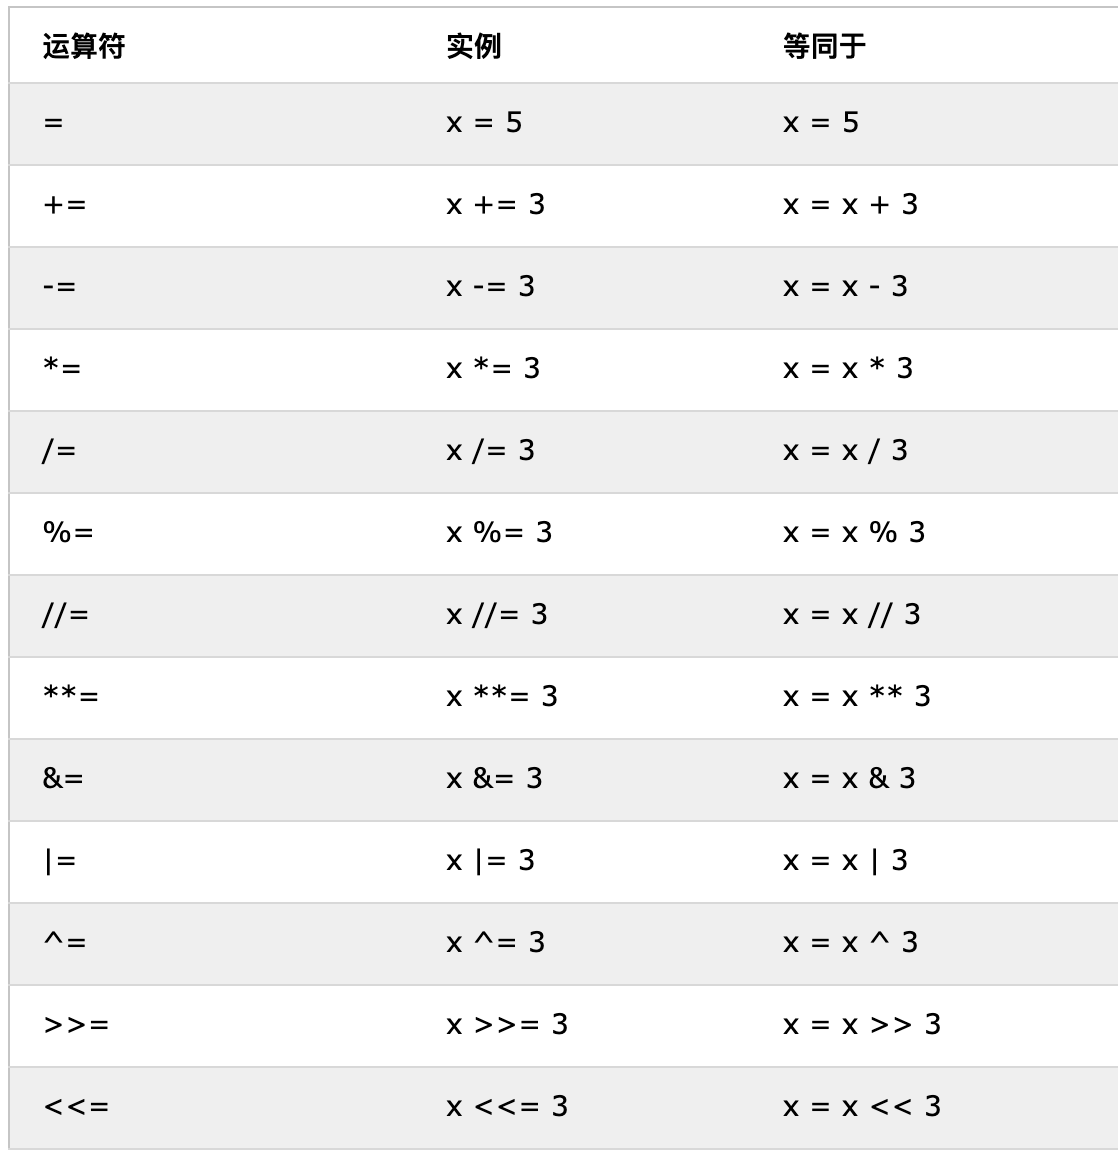 运算符 实例 等同于
= x = 5 x = 5
+= x += 3 x = x + 3
-= x -= 3 x = x - 3
*= x *= 3 x = x * 3
/= x /= 3 x = x / 3
%= x %= 3 x = x % 3
//= x //= 3 x = x // 3
**= x **= 3 x = x ** 3
&= x &= 3 x = x & 3
|= x |= 3 x = x | 3
^= x ^= 3 x = x ^ 3
>>= x >>= 3 x = x >> 3
<<= x <<= 3 x = x << 3